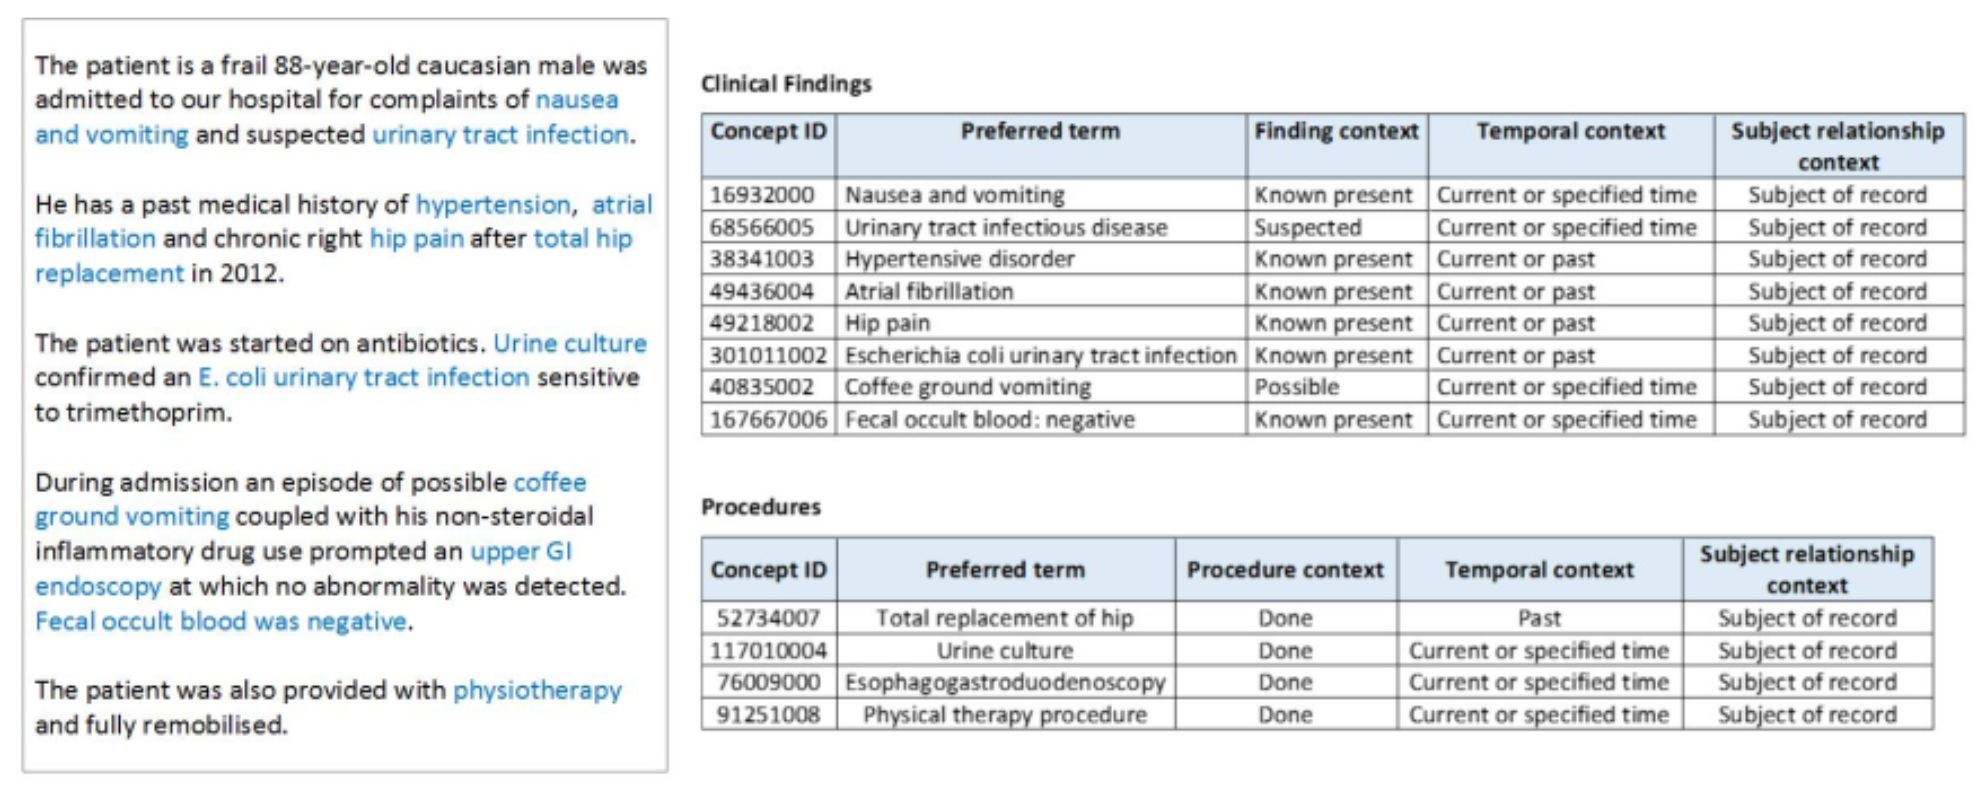 The patient is a frail 88-year-old caucasian male was
admitted to our hospital for complaints of nausea
and vomiting and suspected urinary tract infection.
He has a past medical history of hypertension, atrial
fibrillation and chronic right hip pain after total hip
replacement in 2012.
The patient was started on antibiotics. Urine culture
confirmed an E. coli urinary tract infection sensitive
to trimethoprim.
During admission an episode of possible coffee
ground vomiting coupled with his non-steroidal
inflammatory drug use prompted an upper GI
endoscopy at which no abnormality was detected.
Fecal occult blood was negative.
The patient was also provided with physiotherapy
and fully remobilised.
Clinical Findings
Concept ID Preferred term Finding context Temporal context Subject relationship
context
16932000 Nausea and vomiting Known present Current or specified time Subject of record
68566005 Urinary tract infectious disease Suspected Current or specified time Subject of record
38341003 Hypertensive disorder Known present Current or past Subject of record
49436004 Atrial fibrillation Known present Current or past Subject of record
49218002 Hip pain Known present Current or past Subject of record
301011002 Escherichia coli urinary tract infection Known present Current or past Subject of record
40835002 Coffee ground vomiting Possible Current or specified time Subject of record
167667006 Fecal occult blood: negative Known present Current or specified time Subject of record
Procedures
Concept ID Preferred term Procedure context Temporal context Subject relationship
context
52734007 Total replacement of hip Done Past Subject of record
117010004 Urine culture Done Current or specified time Subject of record
76009000 Esophagogastroduodenoscopy Done Current or specified time Subject of record
91251008 Physical therapy procedure Done Current or specified time Subject of record